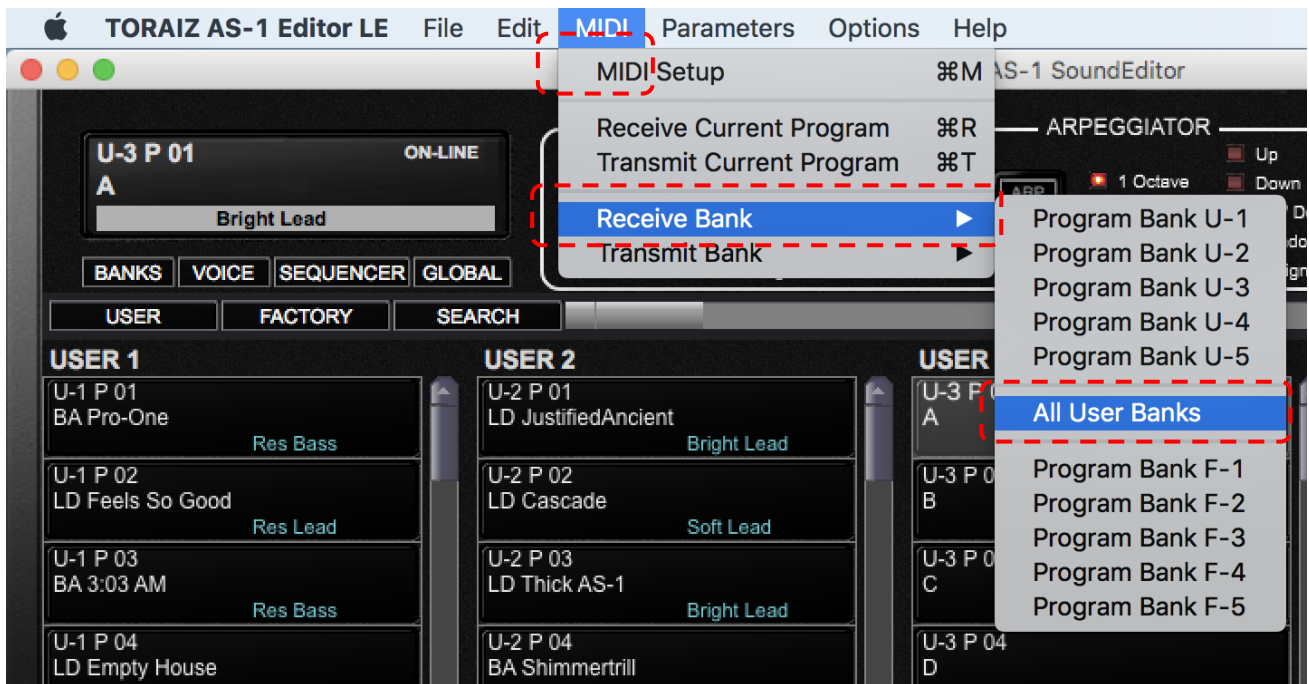 TORAIZ AS-1 Editor LE File Edit MIDI Parameters Options Help
MIDI Setup ⌘M
AS-1 SoundEditor
Receive Current Program ⌘R
Transmit Current Program ⌘T
Receive Bank ▶
Transmit Bank ▶
Program Bank U-1
Program Bank U-2
Program Bank U-3
Program Bank U-4
Program Bank U-5
All User Banks
Program Bank F-1
Program Bank F-2
Program Bank F-3
Program Bank F-4
Program Bank F-5
ARPEGGIATOR
Up
1 Octave
Down
ARP
U-3 P 01 ON-LINE
A
Bright Lead
BANKS VOICE SEQUENCER GLOBAL
USER FACTORY SEARCH
USER 1
U-1 P 01
BA Pro-One
Res Bass
U-1 P 02
LD Feels So Good
Res Lead
U-1 P 03
BA 3:03 AM
Res Bass
U-1 P 04
LD Empty House
USER 2
U-2 P 01
LD JustifiedAncient
Bright Lead
U-2 P 02
LD Cascade
Soft Lead
U-2 P 03
LD Thick AS-1
Bright Lead
U-2 P 04
BA Shimmertrill
USER
U-3 P 0
A
U-3 P 0
B
U-3 P 0
C
U-3 P 04
D